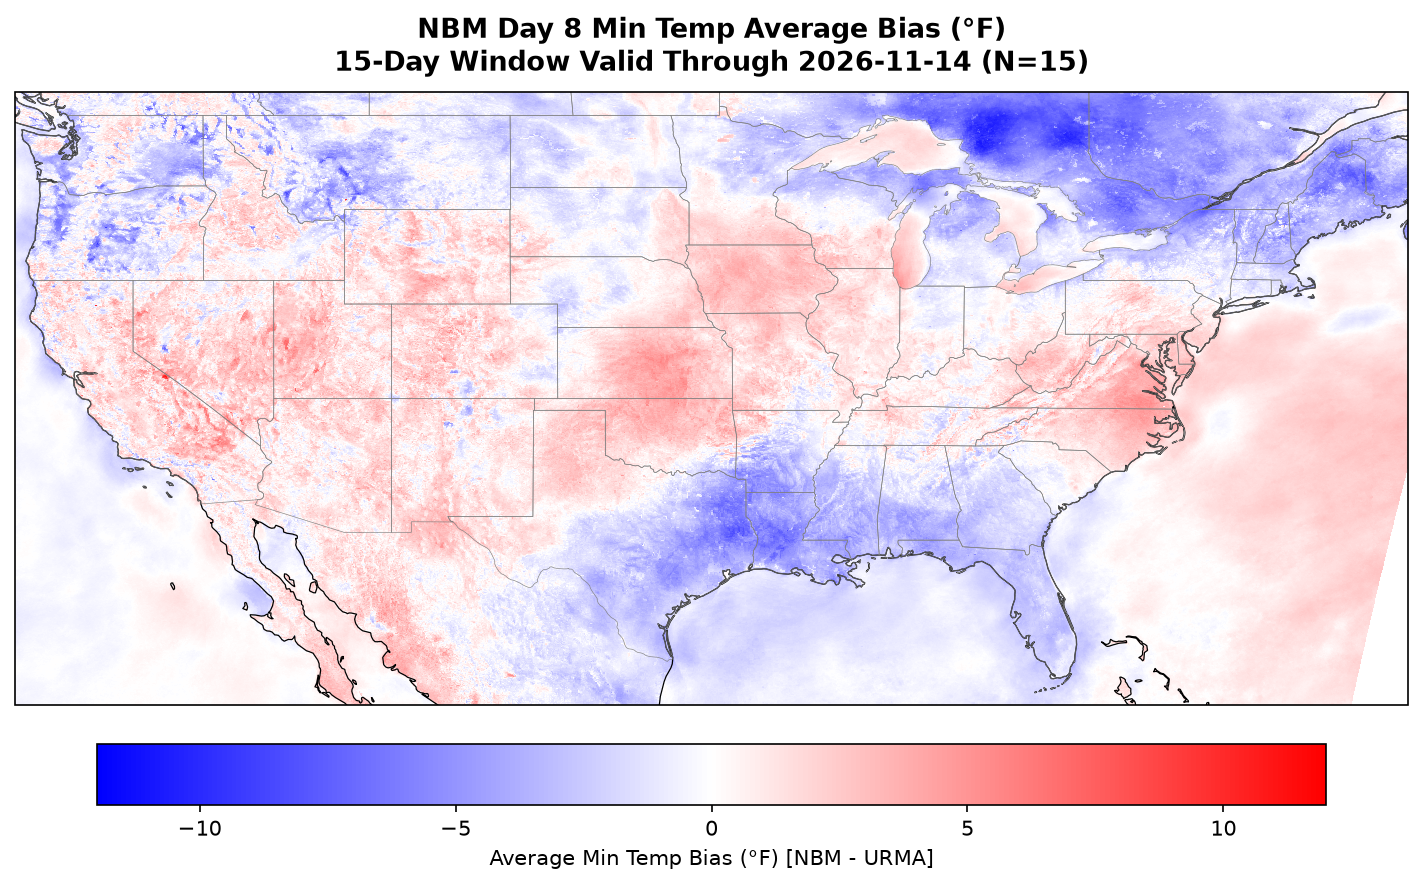 NBM Day 8 Min Temp Average Bias (°F)
15-Day Window Valid Through 2026-11-14 (N=15)
−10 −5 0 5 10
Average Min Temp Bias (°F) [NBM - URMA]